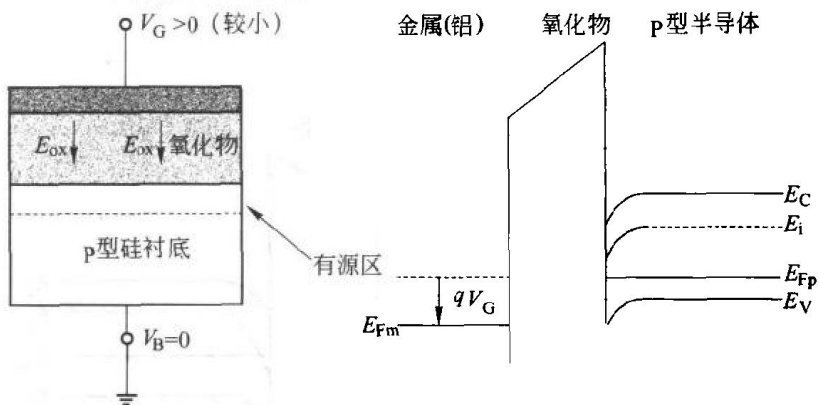 V_G >0（较小）
E_ox
E_ox
氧化物
p型硅衬底
有源区
V_B=0
金属(铝)
氧化物
p型半导体
E_C
E_i
E_Fp
E_V
qV_G
E_Fm